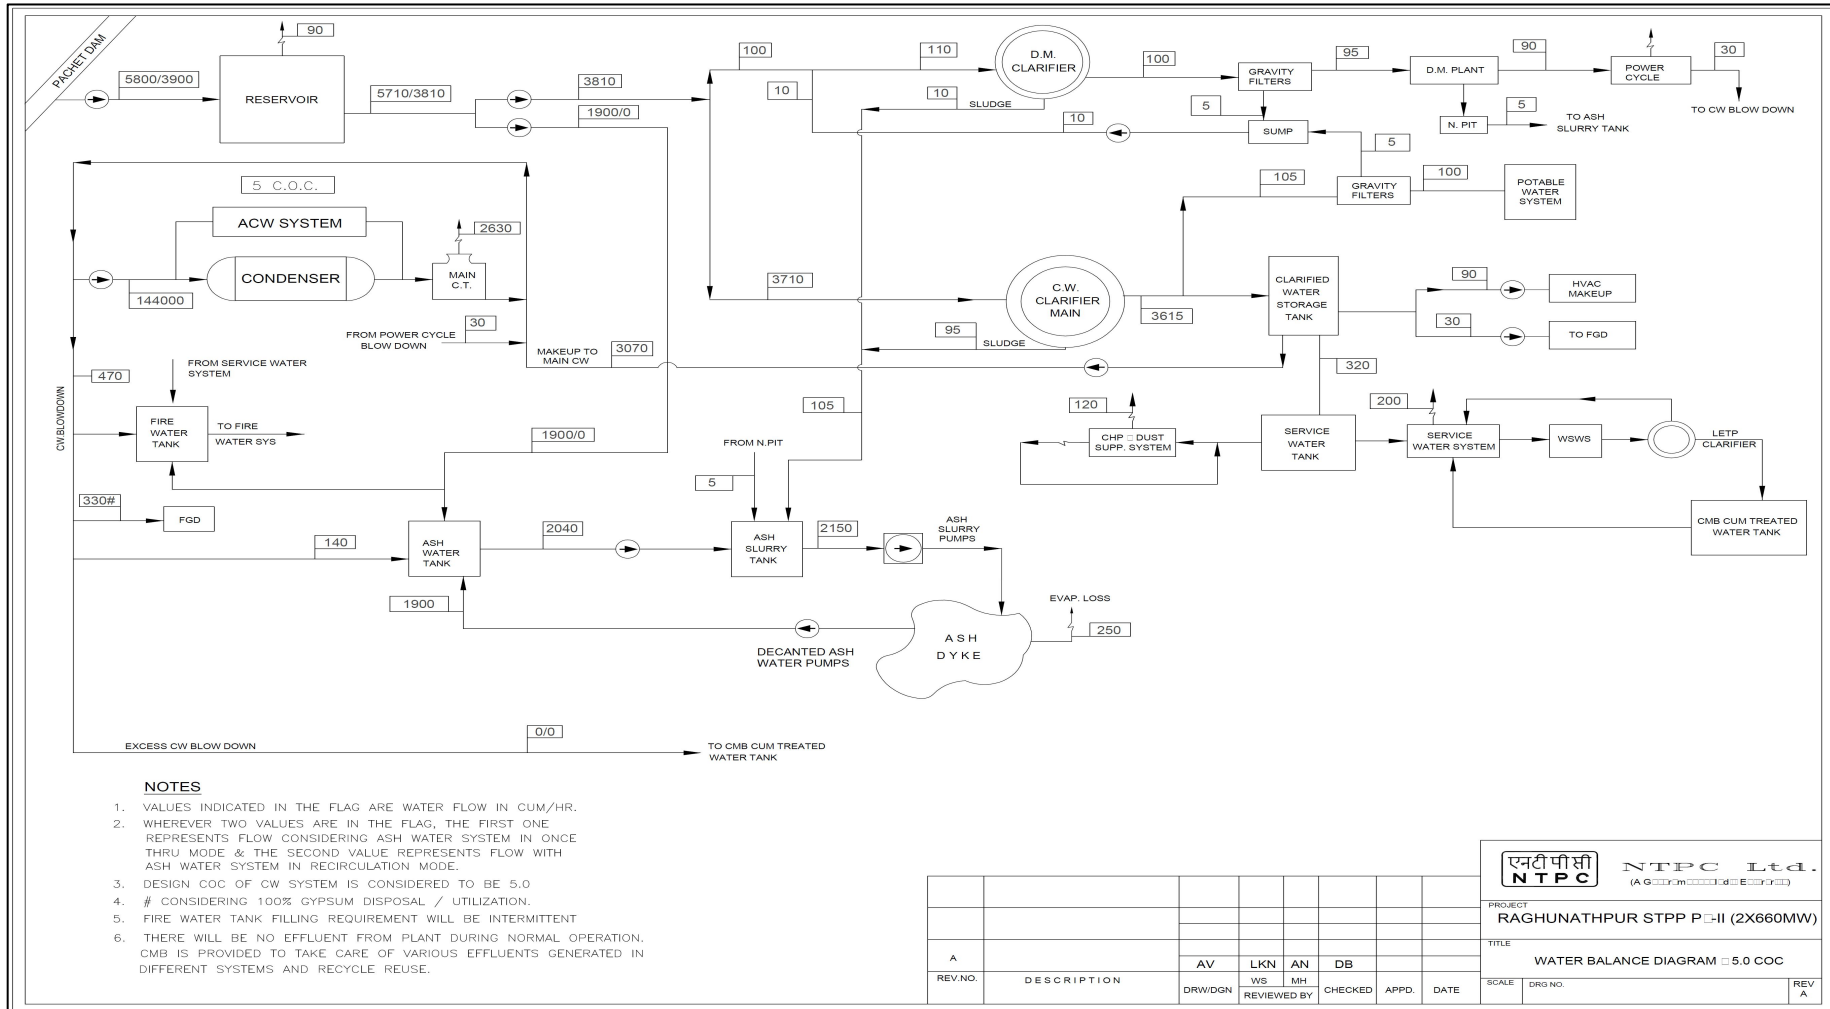 PACHET DAM
5800/3900
90
RESERVOIR
5710/3810
3810
1900/0
100
110
10
D.M.
CLARIFIER
100
10
SLUDGE
10
GRAVITY
FILTERS
95
5
SUMP
D.M. PLANT
90
N. PIT
5
TO ASH
SLURRY TANK
POWER
CYCLE
30
TO CW BLOW DOWN
5
105
GRAVITY
FILTERS
100
POTABLE
WATER
SYSTEM
5 C.O.C.
ACW SYSTEM
CONDENSER
144000
2630
MAIN
C.T.
FROM POWER CYCLE
BLOW DOWN
30
MAKEUP TO
MAIN CW
3070
3710
C.W.
CLARIFIER
MAIN
3615
95
SLUDGE
CLARIFIED
WATER
STORAGE
TANK
90
HVAC
MAKEUP
30
TO FGD
320
CW.BLOWDOWN
470
FROM SERVICE WATER
SYSTEM
FIRE
WATER
TANK
TO FIRE
WATER SYS
105
1900/0
FROM N.PIT
5
120
CHP □ DUST
SUPP. SYSTEM
SERVICE
WATER
TANK
200
SERVICE
WATER SYSTEM
WSWS
LETP
CLARIFIER
CMB CUM TREATED
WATER TANK
330#
FGD
140
ASH
WATER
TANK
2040
ASH
SLURRY
TANK
2150
ASH
SLURRY
PUMPS
1900
DECANTED ASH
WATER PUMPS
ASH
DYKE
EVAP. LOSS
250
EXCESS CW BLOW DOWN
0/0
TO CMB CUM TREATED
WATER TANK
NOTES
1. VALUES INDICATED IN THE FLAG ARE WATER FLOW IN CUM/HR.
2. WHEREVER TWO VALUES ARE IN THE FLAG, THE FIRST ONE
REPRESENTS FLOW CONSIDERING ASH WATER SYSTEM IN ONCE
THRU MODE & THE SECOND VALUE REPRESENTS FLOW WITH
ASH WATER SYSTEM IN RECIRCULATION MODE.
3. DESIGN COC OF CW SYSTEM IS CONSIDERED TO BE 5.0
4. # CONSIDERING 100% GYPSUM DISPOSAL / UTILIZATION.
5. FIRE WATER TANK FILLING REQUIREMENT WILL BE INTERMITTENT
6. THERE WILL BE NO EFFLUENT FROM PLANT DURING NORMAL OPERATION.
CMB IS PROVIDED TO TAKE CARE OF VARIOUS EFFLUENTS GENERATED IN
DIFFERENT SYSTEMS AND RECYCLE REUSE.
A
AV LKN AN DB
REV.NO. DESCRIPTION DRW/DGN WS MH CHECKED APPD. DATE
REVIEWED BY
एनटीपीसी
NTPC
NTPC Ltd.
PROJECT
RAGHUNATHPUR STPP P□-II (2X660MW)
TITLE
WATER BALANCE DIAGRAM □ 5.0 COC
SCALE DRG NO. REV
A